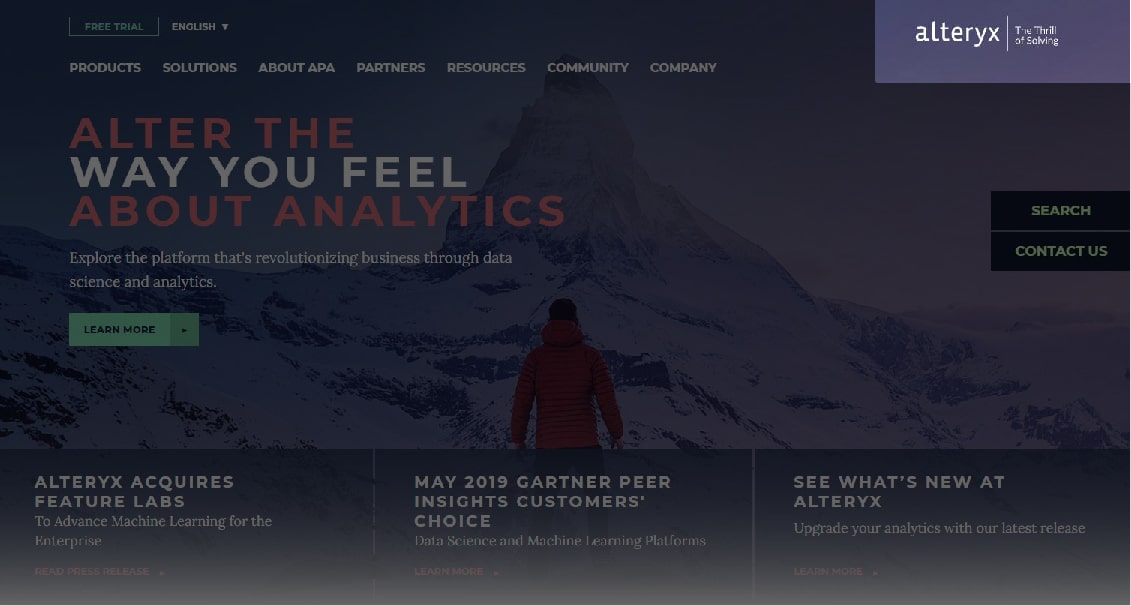 FREE TRIAL ENGLISH
alteryx The Thrill of Solving
PRODUCTS SOLUTIONS ABOUT APA PARTNERS RESOURCES COMMUNITY COMPANY
ALTER THE
WAY YOU FEEL
ABOUT ANALYTICS
SEARCH
CONTACT US
Explore the platform that's revolutionizing business through data
science and analytics.
LEARN MORE
ALTERYX ACQUIRES
FEATURE LABS
To Advance Machine Learning for the
Enterprise
READ PRESS RELEASE
MAY 2019 GARTNER PEER
INSIGHTS CUSTOMERS'
CHOICE
Data Science and Machine Learning Platforms
LEARN MORE
SEE WHAT'S NEW AT
ALTERYX
Upgrade your analytics with our latest release
LEARN MORE